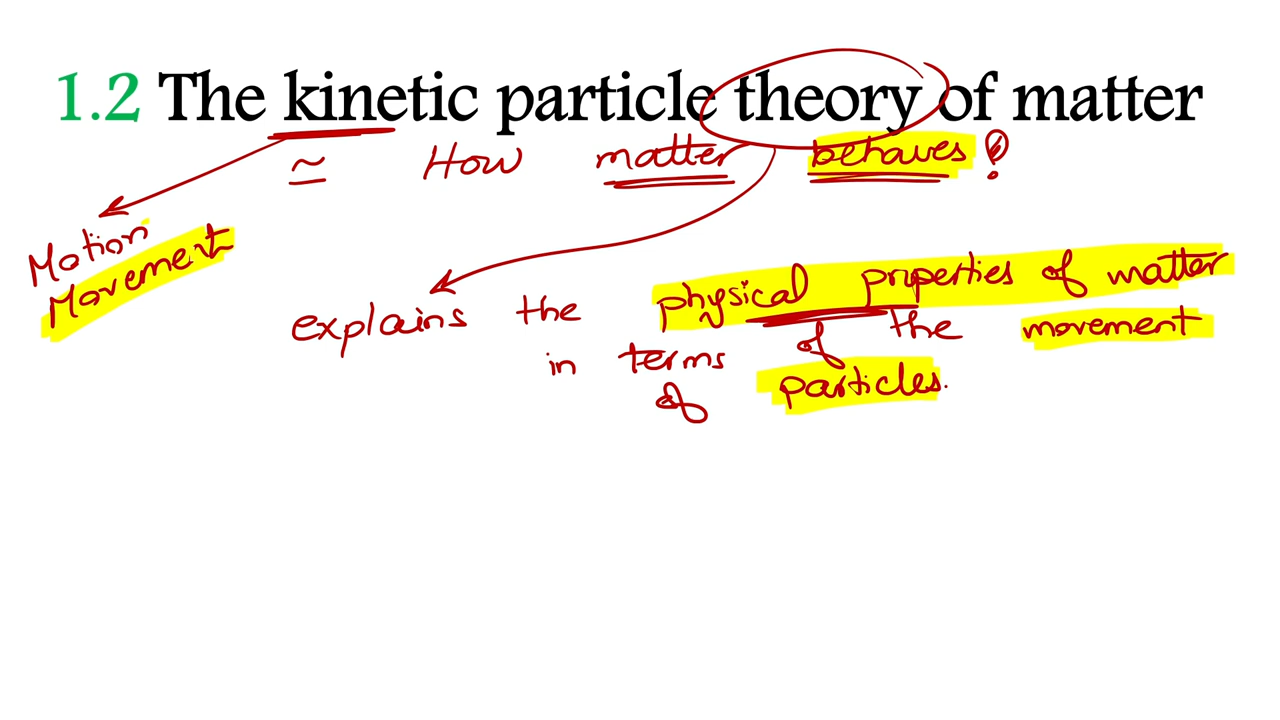 1.2 The kinetic particle theory of matter
≃ How matter behaves!
Motion
Movement
explains the physical properties of matter
in terms of the movement
of particles.